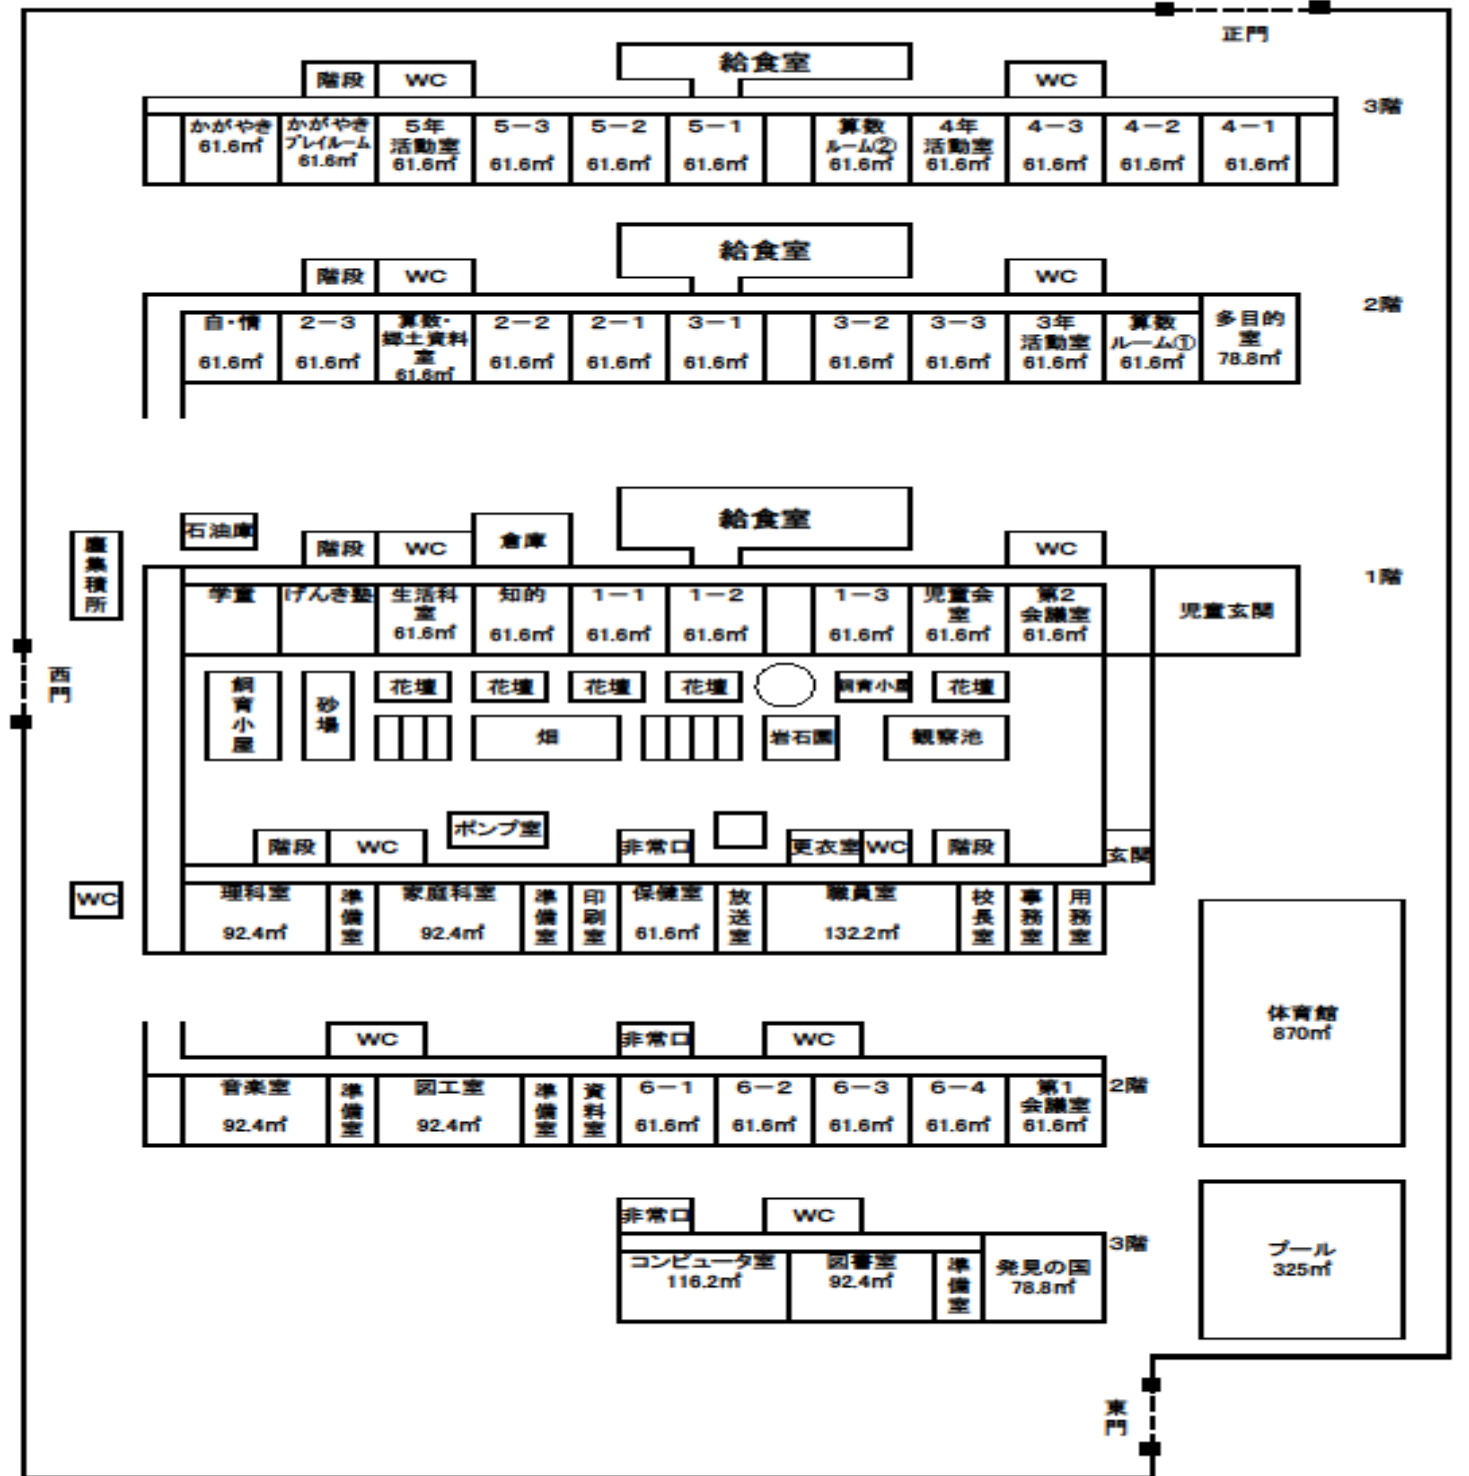 正門
給食室
階段
WC
WC
3階
かがやき
61.6㎡
かがやき
プレイルーム
61.6㎡
5年
活動室
61.6㎡
5－3
61.6㎡
5－2
61.6㎡
5－1
61.6㎡
算数
ルーム②
61.6㎡
4年
活動室
61.6㎡
4－3
61.6㎡
4－2
61.6㎡
4－1
61.6㎡
給食室
階段
WC
WC
2階
自・情
61.6㎡
2－3
61.6㎡
算数・
郷土資料
室
61.6㎡
2－2
61.6㎡
2－1
61.6㎡
3－1
61.6㎡
3－2
61.6㎡
3－3
61.6㎡
3年
活動室
61.6㎡
算数
ルーム①
61.6㎡
多目的
室
78.8㎡
給食室
石油庫
階段
WC
倉庫
WC
塵集積所
1階
学童
げんき塾
生活科
室
61.6㎡
知的
61.6㎡
1－1
61.6㎡
1－2
61.6㎡
1－3
61.6㎡
児童会
室
61.6㎡
第2
会議室
61.6㎡
児童玄関
西門
飼育小屋
砂場
花壇
花壇
花壇
花壇
飼育小屋
花壇
畑
岩石園
観察池
ポンプ室
階段
WC
非常口
更衣室
WC
階段
玄関
WC
理科室
92.4㎡
準備室
家庭科室
92.4㎡
準備室
印刷室
保健室
61.6㎡
放送室
職員室
132.2㎡
校長室
事務室
用務室
体育館
870㎡
WC
非常口
WC
2階
音楽室
92.4㎡
準備室
図工室
92.4㎡
準備室
資料室
6－1
61.6㎡
6－2
61.6㎡
6－3
61.6㎡
6－4
61.6㎡
第1
会議室
61.6㎡
非常口
WC
3階
コンピュータ室
116.2㎡
図書室
92.4㎡
準備室
発見の国
78.8㎡
プール
325㎡
東門